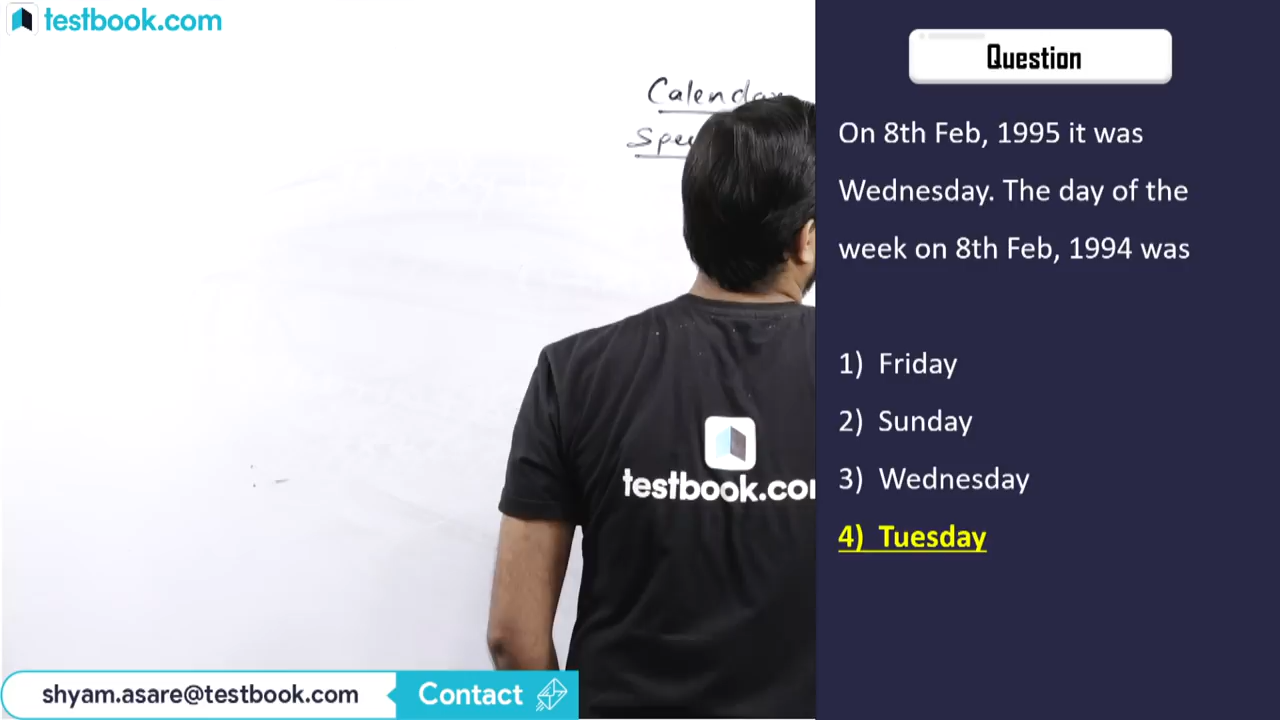 testbook.com
Question
On 8th Feb, 1995 it was
Wednesday. The day of the
week on 8th Feb, 1994 was
1) Friday
2) Sunday
3) Wednesday
4) Tuesday
testbook.co
shyam.asare@testbook.com
Contact